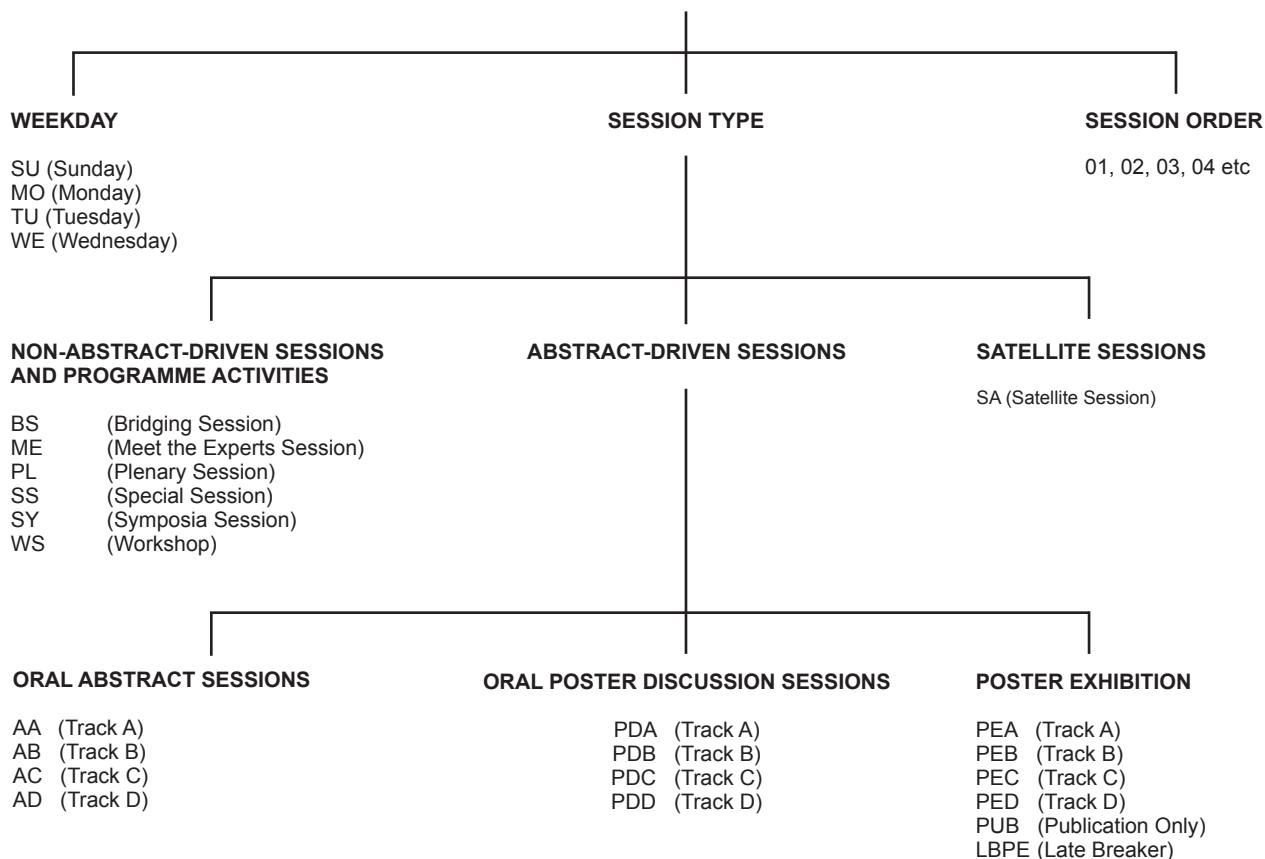 WEEKDAY
SU (Sunday)
MO (Monday)
TU (Tuesday)
WE (Wednesday)
SESSION TYPE
SESSION ORDER
01, 02, 03, 04 etc
NON-ABSTRACT-DRIVEN SESSIONS
AND PROGRAMME ACTIVITIES
BS (Bridging Session)
ME (Meet the Experts Session)
PL (Plenary Session)
SS (Special Session)
SY (Symposia Session)
WS (Workshop)
ABSTRACT-DRIVEN SESSIONS
SATELLITE SESSIONS
SA (Satellite Session)
ORAL ABSTRACT SESSIONS
AA (Track A)
AB (Track B)
AC (Track C)
AD (Track D)
ORAL POSTER DISCUSSION SESSIONS
PDA (Track A)
PDB (Track B)
PDC (Track C)
PDD (Track D)
POSTER EXHIBITION
PEA (Track A)
PEB (Track B)
PEC (Track C)
PED (Track D)
PUB (Publication Only)
LBPE (Late Breaker)